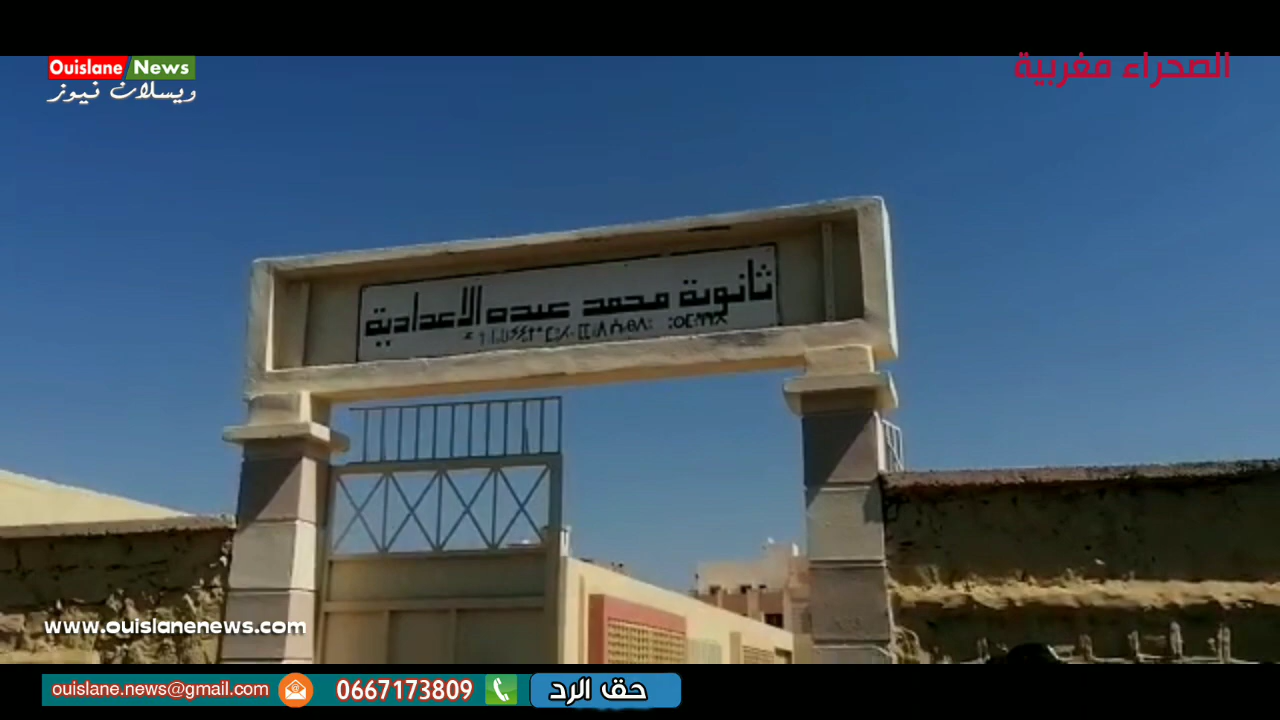 Ouislane News
ويسلان نيوز
الصحراء مغربية
ثانوية محمد عبده الاعدادية
www.ouislanenews.com
ouislane.news@gmail.com
0667173809
حق الرد